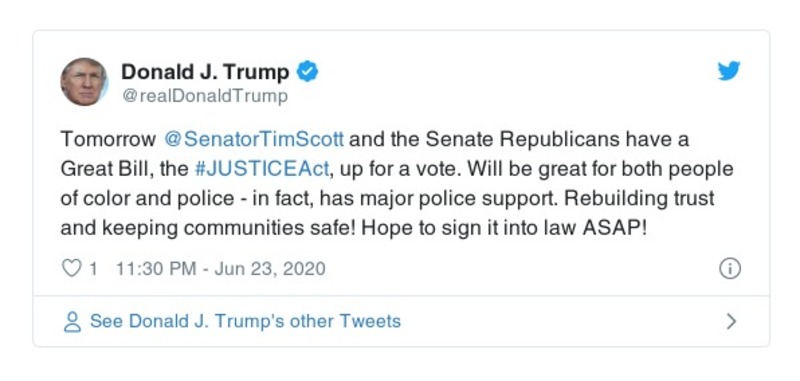 Donald J. Trump
@realDonaldTrump
Tomorrow @SenatorTimScott and the Senate Republicans have a
Great Bill, the #JUSTICEAct, up for a vote. Will be great for both people
of color and police - in fact, has major police support. Rebuilding trust
and keeping communities safe! Hope to sign it into law ASAP!
1 11:30 PM - Jun 23, 2020
See Donald J. Trump's other Tweets